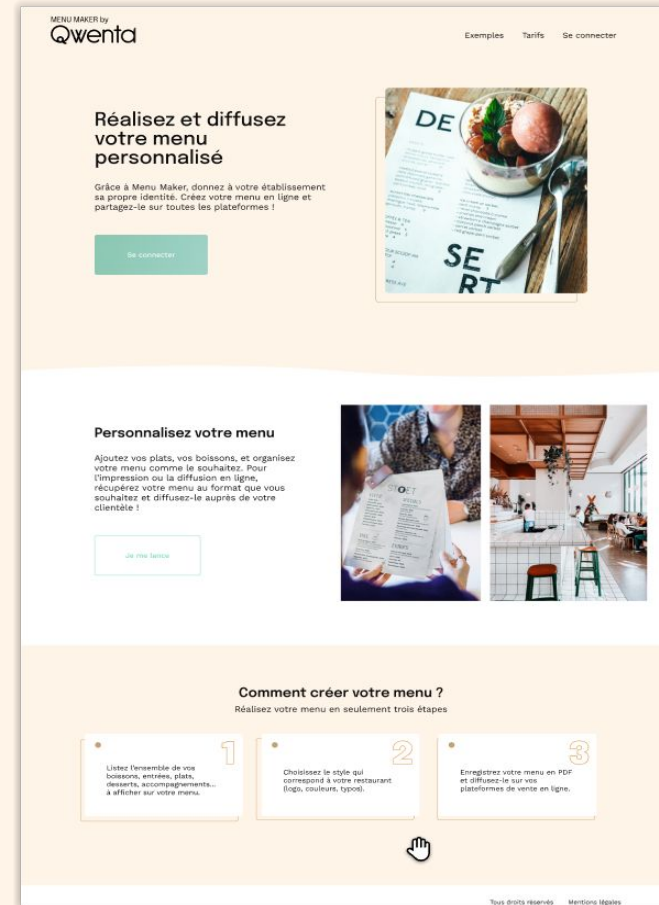 MENU MAKER by
Qwenta
Exemples Tarifs Se connecter
Réalisez et diffusez
votre menu
personnalisé
Grâce à Menu Maker, donnez à votre établissement
sa propre identité. Créez votre menu en ligne et
partagez-le sur toutes les plateformes !
Se connecter
DE
SE
RT
Personnalisez votre menu
Ajoutez vos plats, vos boissons, et organisez
votre menu comme le souhaitez. Pour
l'impression ou la diffusion en ligne,
récupérez votre menu au format que vous
souhaitez et diffusez-le auprès de votre
clientèle !
Je me lance
Comment créer votre menu ?
Réalisez votre menu en seulement trois étapes
1
Listez l'ensemble de vos
boissons, entrées, plats,
desserts, accompagnements...
à afficher sur votre menu.
2
Choisissez le style qui
correspond à votre restaurant
(logo, couleurs, typos).
3
Enregistrez votre menu en PDF
et diffusez-le sur vos
plateformes de vente en ligne.
Tous droits réservés Mentions légales